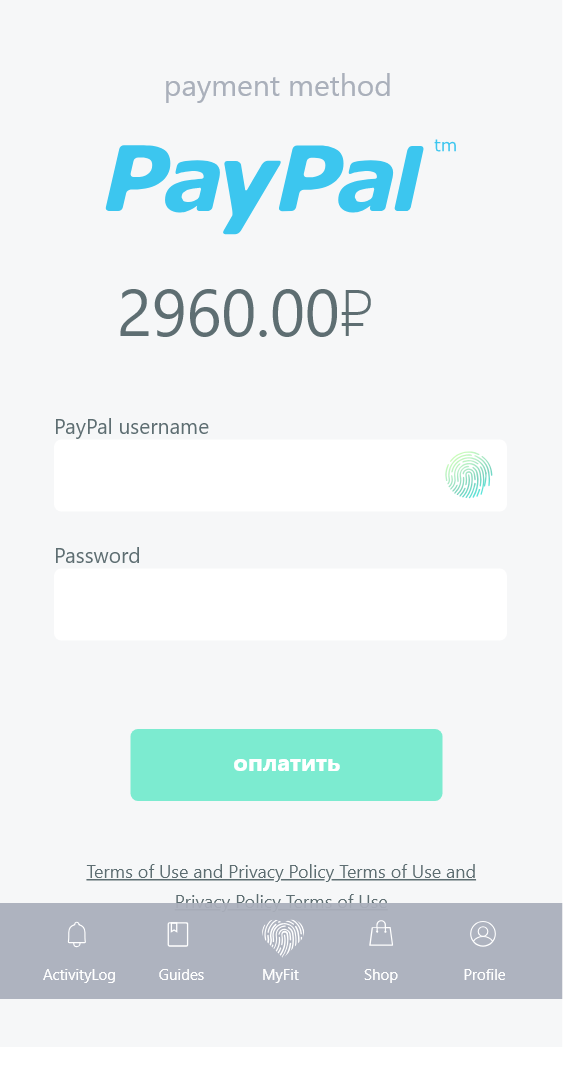 payment method
PayPal tm
2960.00₽
PayPal username
Password
оплатить
Terms of Use and Privacy Policy Terms of Use and
Privacy Policy Terms of Use
ActivityLog Guides MyFit Shop Profile